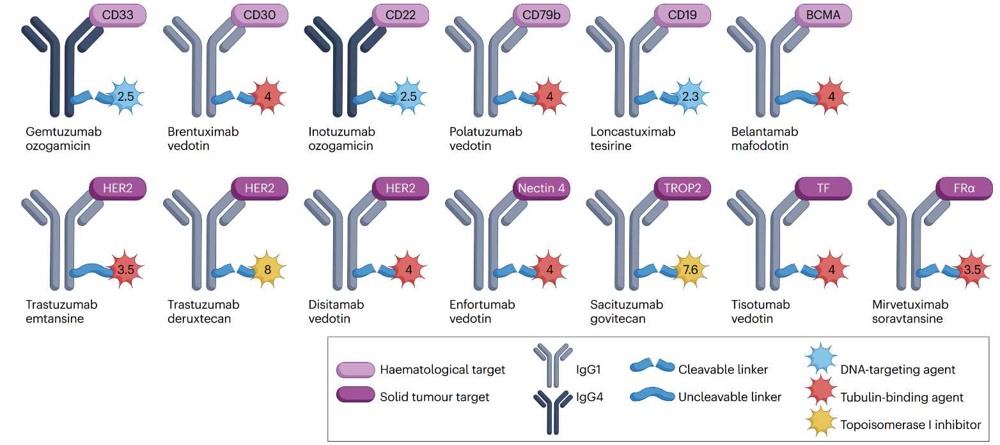 CD33
CD30
CD22
CD79b
CD19
BCMA
2.5
4
2.5
4
2.3
4
Gemtuzumab
ozogamicin
Brentuximab
vedotin
Inotuzumab
ozogamicin
Polatuzumab
vedotin
Loncastuximab
tesirine
Belantamab
mafodotin
HER2
HER2
HER2
Nectin 4
TROP2
TF
FRα
3.5
8
4
4
7.6
4
3.5
Trastuzumab
emtansine
Trastuzumab
deruxtecan
Disitamab
vedotin
Enfortumab
vedotin
Sacituzumab
govitecan
Tisotumab
vedotin
Mirvetuximab
soravtansine
Haematological target
Solid tumour target
IgG1
IgG4
Cleavable linker
Uncleavable linker
DNA-targeting agent
Tubulin-binding agent
Topoisomerase I inhibitor